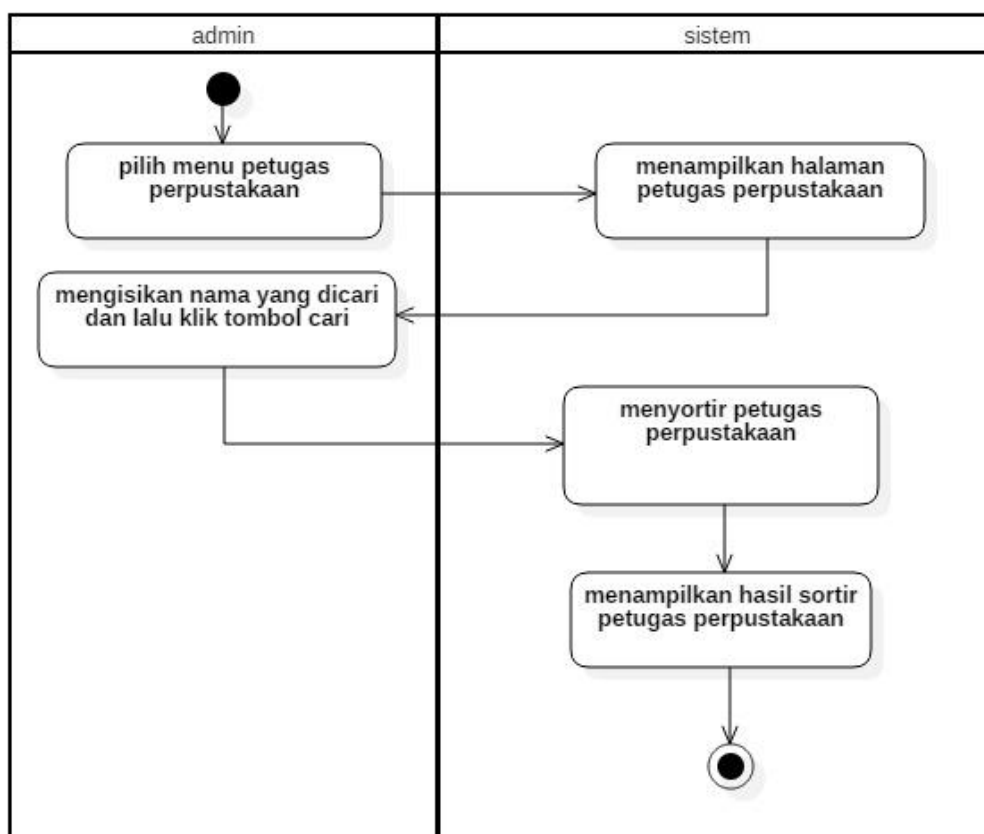 admin
sistem
pilih menu petugas
perpustakaan
menampilkan halaman
petugas perpustakaan
mengisikan nama yang dicari
dan lalu klik tombol cari
menyortir petugas
perpustakaan
menampilkan hasil sortir
petugas perpustakaan